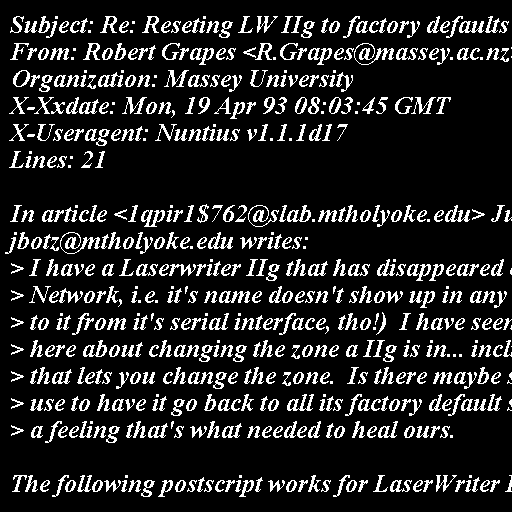 Subject: Re: Reseting LW IIg to factory defaults
From: Robert Grapes <R.Grapes@massey.ac.nz>
Organization: Massey University
X-Xxdate: Mon, 19 Apr 93 08:03:45 GMT
X-Useragent: Nuntius v1.1.1d17
Lines: 21

In article <1qpir1$762@slab.mtholyoke.edu> Ju
jbotz@mtholyoke.edu writes:
> I have a Laserwriter IIg that has disappeared
> Network, i.e. it's name doesn't show up in any
> to it from it's serial interface, tho!)  I have seen
> here about changing the zone a IIg is in... incl
> that lets you change the zone.  Is there maybe
> use to have it go back to all its factory default
> a feeling that's what needed to heal ours.

The following postscript works for LaserWriter